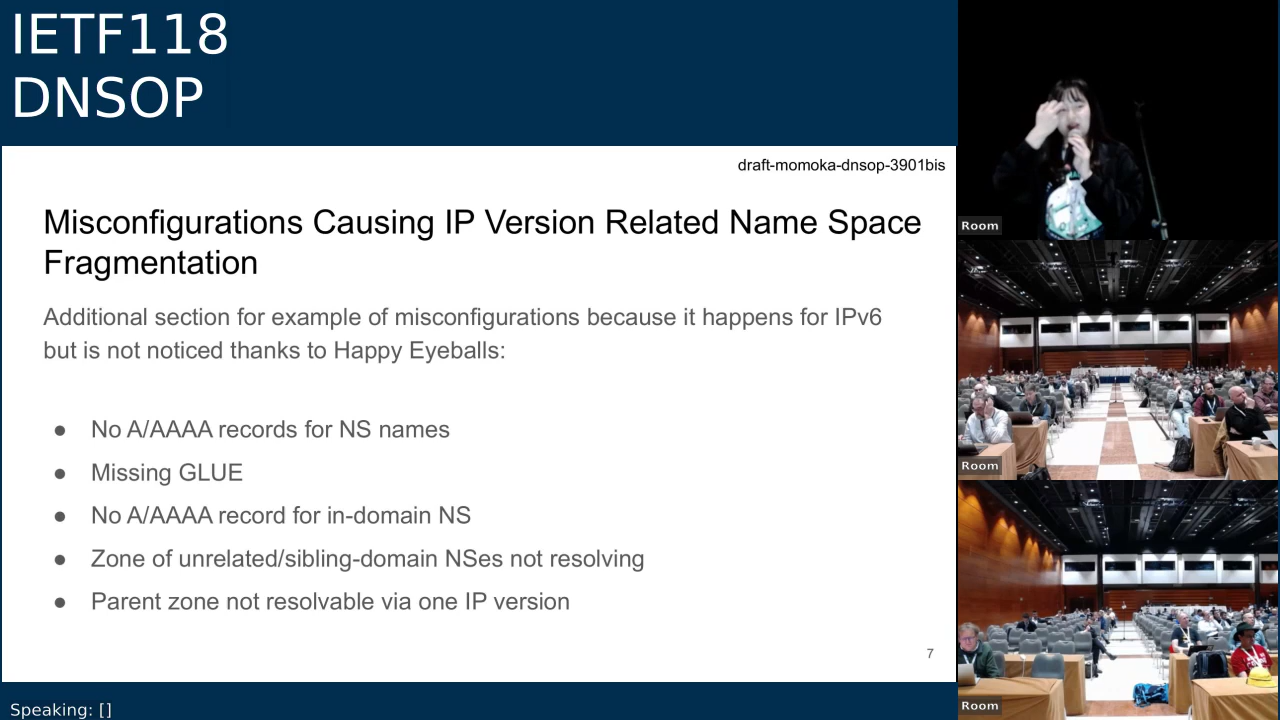 IETF118
DNSOP
draft-momoka-dnsop-3901bis
Misconfigurations Causing IP Version Related Name Space
Fragmentation
Additional section for example of misconfigurations because it happens for IPv6
but is not noticed thanks to Happy Eyeballs:
● No A/AAAA records for NS names
● Missing GLUE
● No A/AAAA record for in-domain NS
● Zone of unrelated/sibling-domain NSes not resolving
● Parent zone not resolvable via one IP version
7
Speaking: []
Room
Room
Room